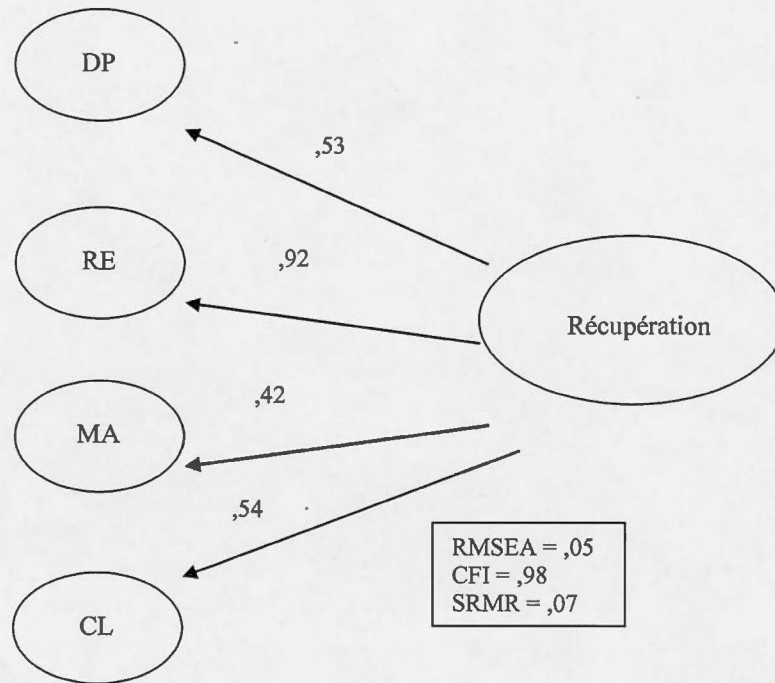 DP
,53
RE
,92
Récupération
MA
,42
,54
RMSEA = ,05
CFI = ,98
SRMR = ,07
CL